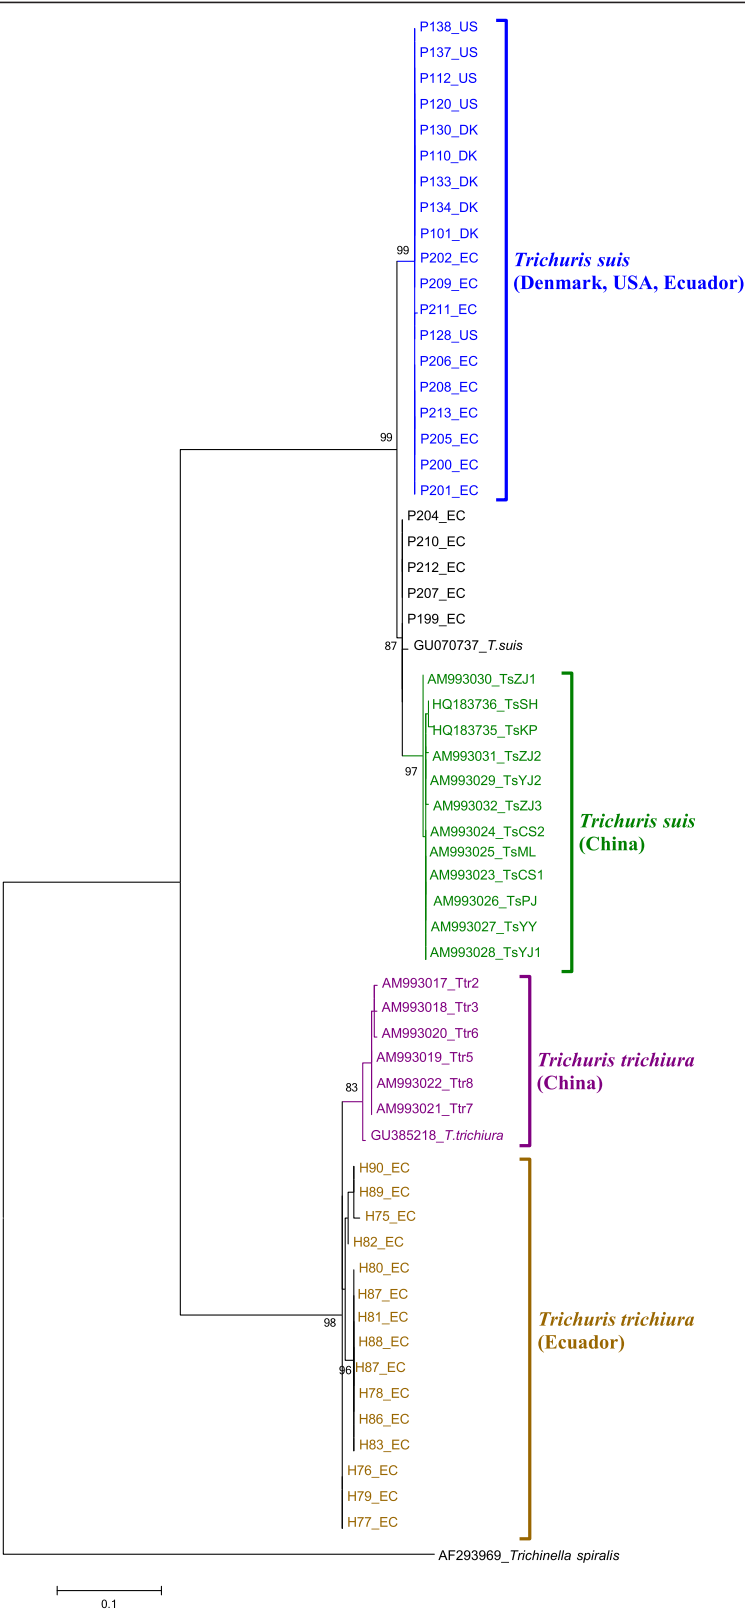 P138_US
P137_US
P112_US
P120_US
P130_DK
P110_DK
P133_DK
P134_DK
P101_DK
99
P202_EC
Trichuris suis
(Denmark, USA, Ecuador)
P209_EC
P211_EC
P128_US
P206_EC
P208_EC
P213_EC
99
P205_EC
P200_EC
P201_EC
P204_EC
P210_EC
P212_EC
P207_EC
P199_EC
87
GU070737_T.suis
AM993030_TsZJ1
HQ183736_TsSH
HQ183735_TsKP
AM993031_TsZJ2
97
AM993029_TsYJ2
AM993032_TsZJ3
Trichuris suis
(China)
AM993024_TsCS2
AM993025_TsML
AM993023_TsCS1
AM993026_TsPJ
AM993027_TsYY
AM993028_TsYJ1
AM993017_Ttr2
AM993018_Ttr3
AM993020_Ttr6
AM993019_Ttr5
Trichuris trichiura
(China)
83
AM993022_Ttr8
AM993021_Ttr7
GU385218_T.trichiura
H90_EC
H89_EC
H75_EC
H82_EC
H80_EC
H87_EC
H81_EC
Trichuris trichiura
(Ecuador)
98
H88_EC
96
H87_EC
H78_EC
H86_EC
H83_EC
H76_EC
H79_EC
H77_EC
AF293969_Trichinella spiralis
0.1